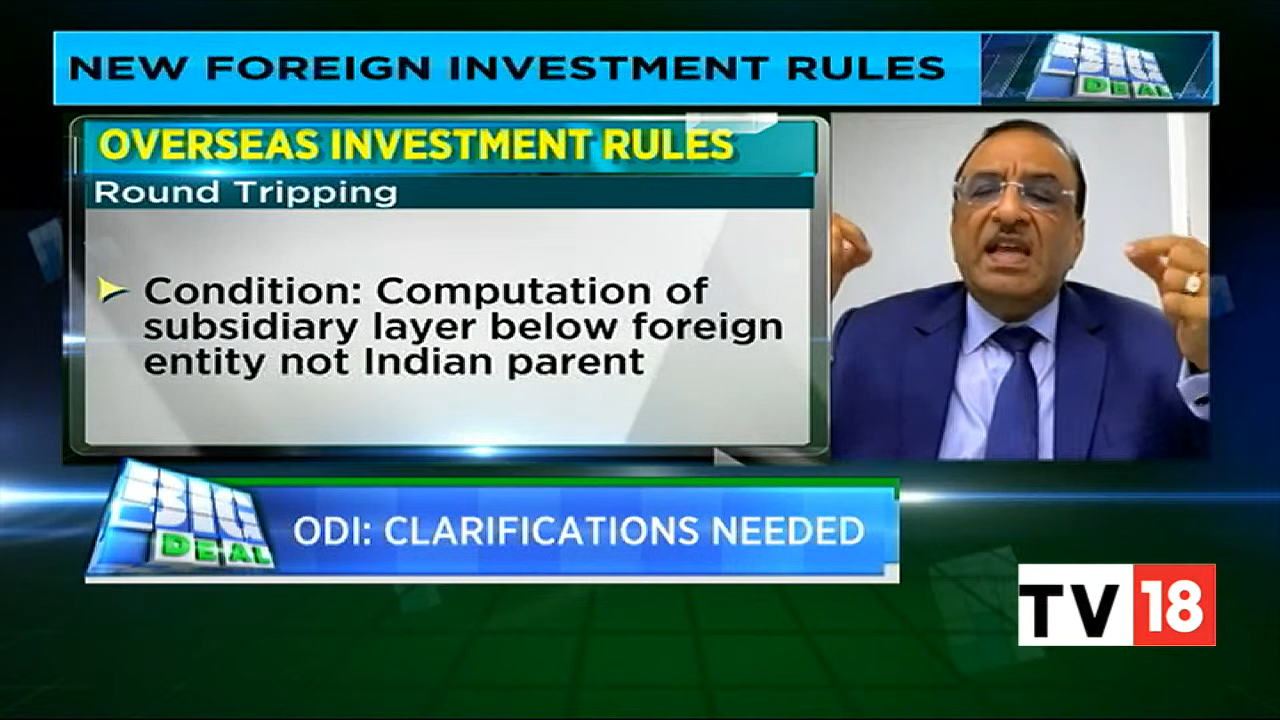 NEW FOREIGN INVESTMENT RULES
BIG
DEAL
OVERSEAS INVESTMENT RULES
Round Tripping
Condition: Computation of
subsidiary layer below foreign
entity not Indian parent
BIG
DEAL
ODI: CLARIFICATIONS NEEDED
TV18